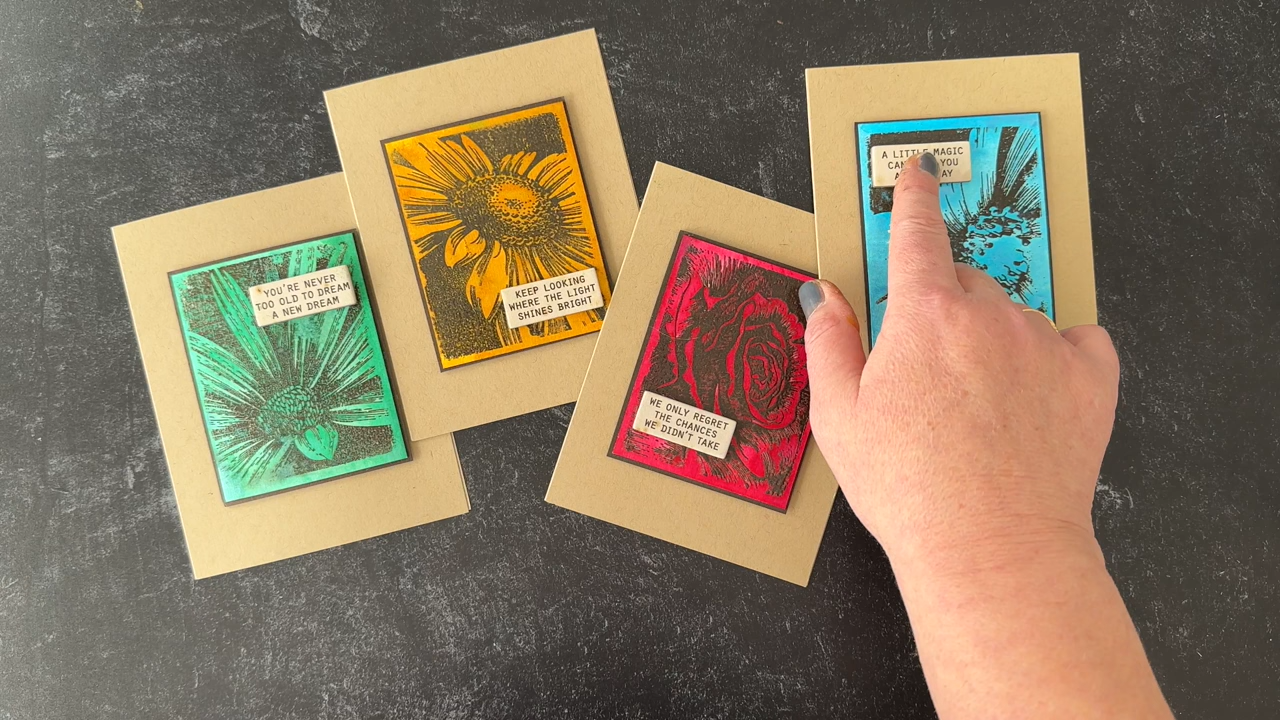 YOU'RE NEVER
TOO OLD TO DREAM
A NEW DREAM
KEEP LOOKING
WHERE THE LIGHT
SHINES BRIGHT
WE ONLY REGRET
THE CHANCES
WE DIDN'T TAKE
A LITTLE MAGIC
YOU